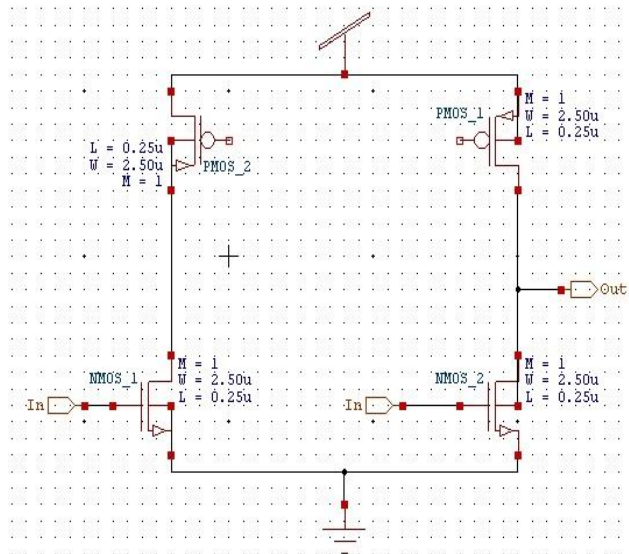 PMOS_1
M = 1
W = 2.50u
L = 0.25u
L = 0.25u
W = 2.50u
M = 1
PMOS_2
Out
NMOS_1
M = 1
W = 2.50u
L = 0.25u
In
NMOS_2
M = 1
W = 2.50u
L = 0.25u
In